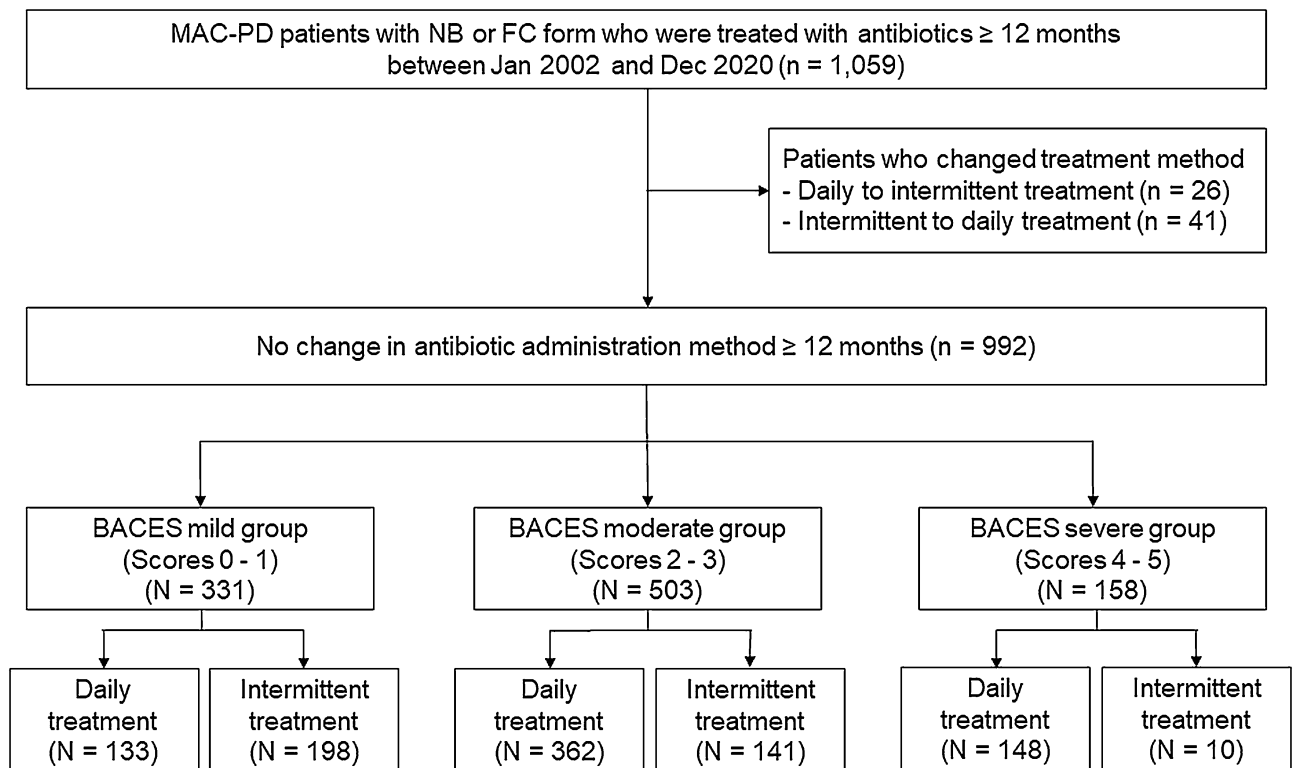 MAC-PD patients with NB or FC form who were treated with antibiotics ≥ 12 months
between Jan 2002 and Dec 2020 (n = 1,059)
Patients who changed treatment method
- Daily to intermittent treatment (n = 26)
- Intermittent to daily treatment (n = 41)
No change in antibiotic administration method ≥ 12 months (n = 992)
BACES mild group
(Scores 0 - 1)
(N = 331)
BACES moderate group
(Scores 2 - 3)
(N = 503)
BACES severe group
(Scores 4 - 5)
(N = 158)
Daily
treatment
(N = 133)
Intermittent
treatment
(N = 198)
Daily
treatment
(N = 362)
Intermittent
treatment
(N = 141)
Daily
treatment
(N = 148)
Intermittent
treatment
(N = 10)